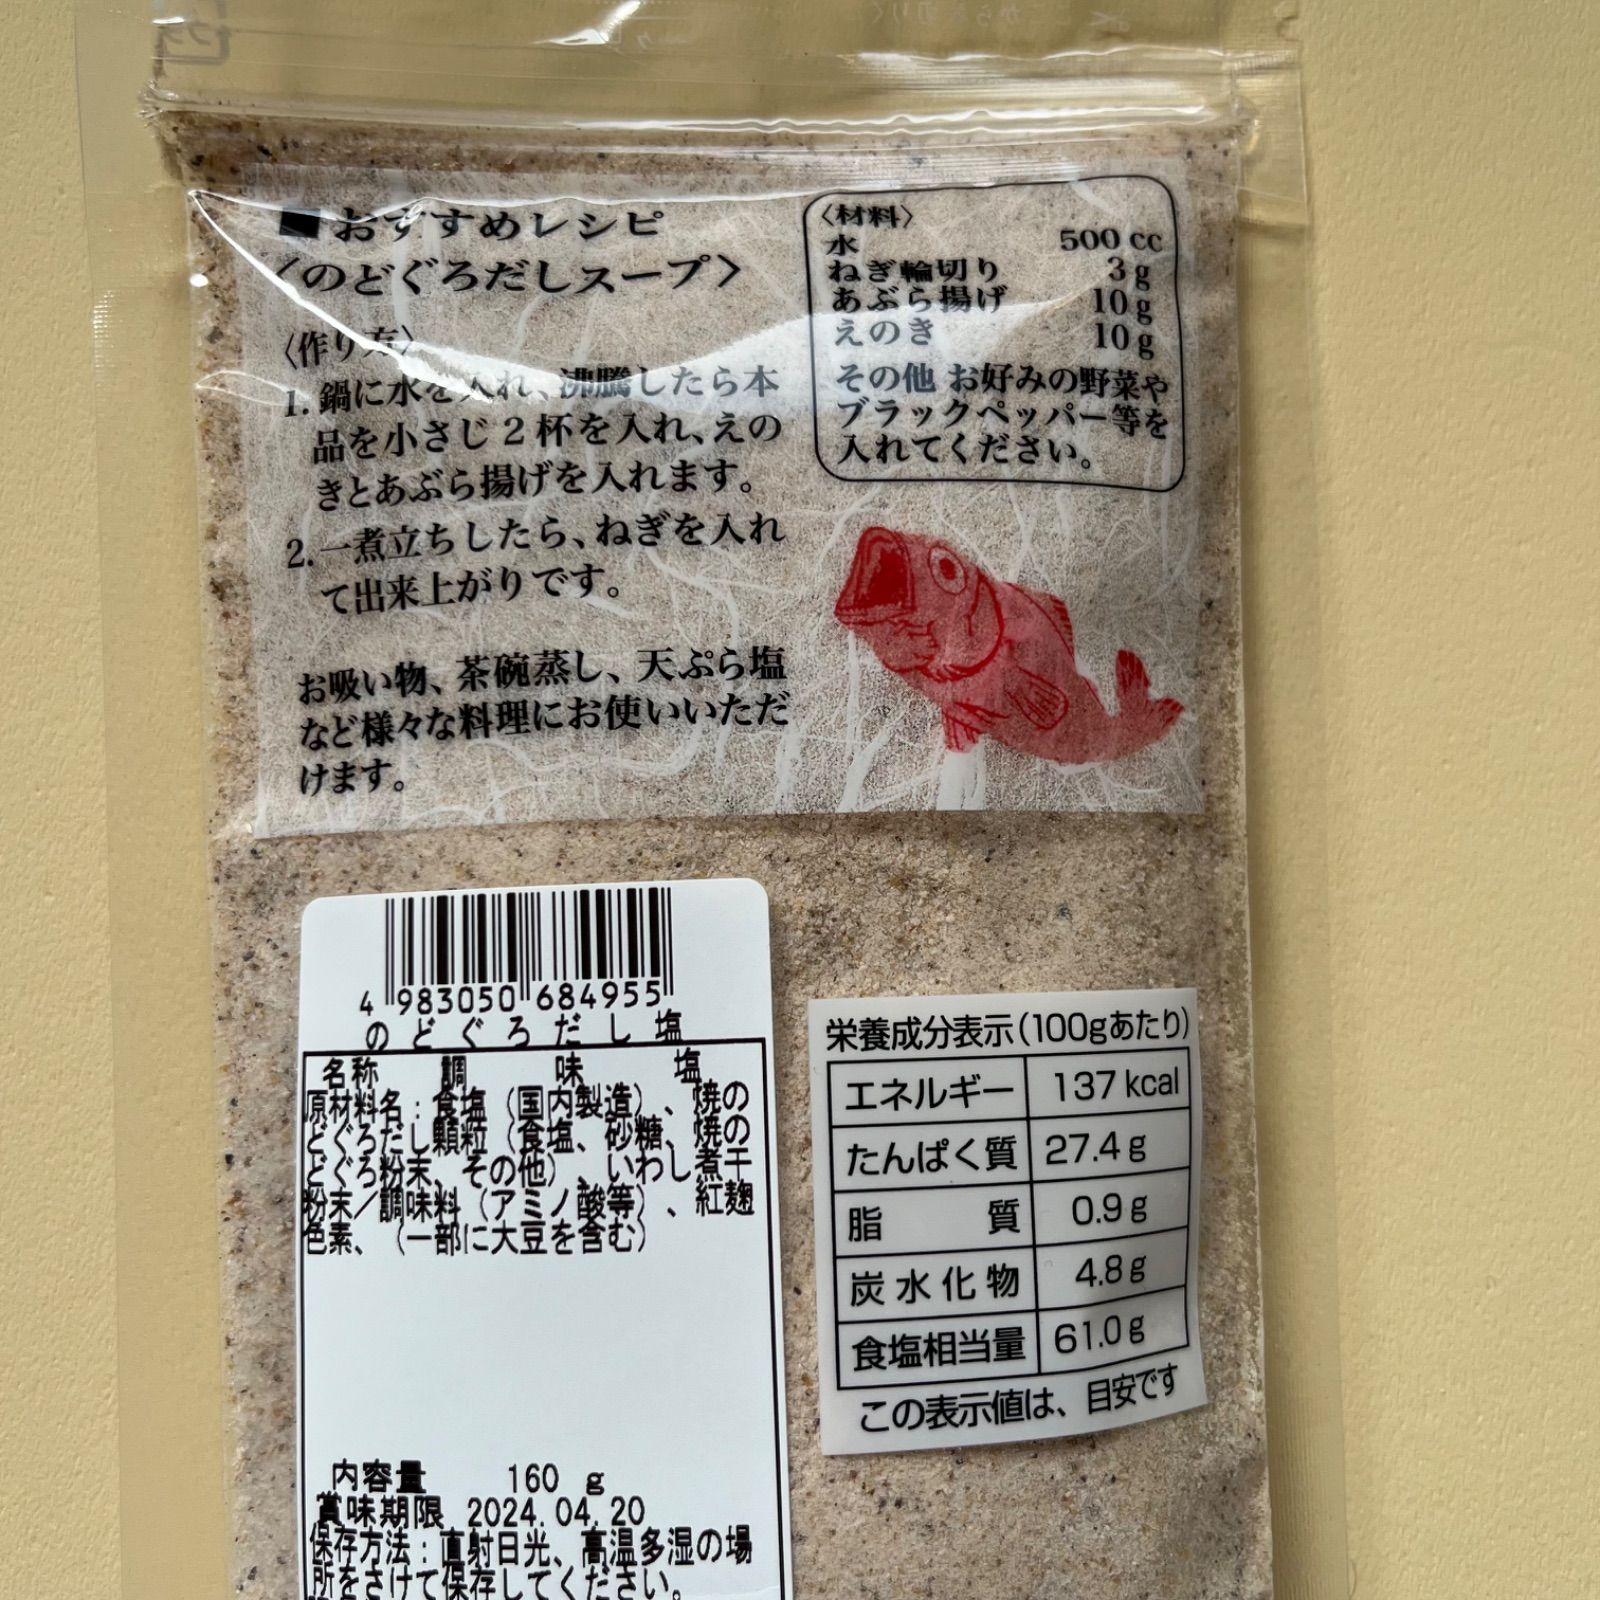 ■おすすめレシピ
〈のどぐろだしスープ〉
〈作り方〉
1. 鍋に水を入れ、沸騰したら本
品を小さじ2杯を入れ、えの
きとあぶら揚げを入れます。
2. 一煮立ちしたら、ねぎを入れ
て出来上がりです。
お吸い物、茶碗蒸し、天ぷら塩
など様々な料理にお使いいただ
けます。
〈材料〉
水 500cc
ねぎ輪切り 3g
あぶら揚げ 10g
えのき 10g
その他 お好みの野菜や
ブラックペッパー等を
入れてください。
4 983050 684955
のどぐろだし塩
名称 調味塩
原材料名：食塩（国内製造）、焼の
どぐろだし顆粒（食塩、砂糖、焼の
どぐろ粉末、その他）、いわし煮干
粉末／調味料（アミノ酸等）、紅麹
色素、（一部に大豆を含む）
内容量 160 g
賞味期限 2024.04.20
保存方法：直射日光、高温多湿の場
所をさけて保存してください。
栄養成分表示(100gあたり)
エネルギー 137kcal
たんぱく質 27.4g
脂質 0.9g
炭水化物 4.8g
食塩相当量 61.0g
この表示値は、目安です